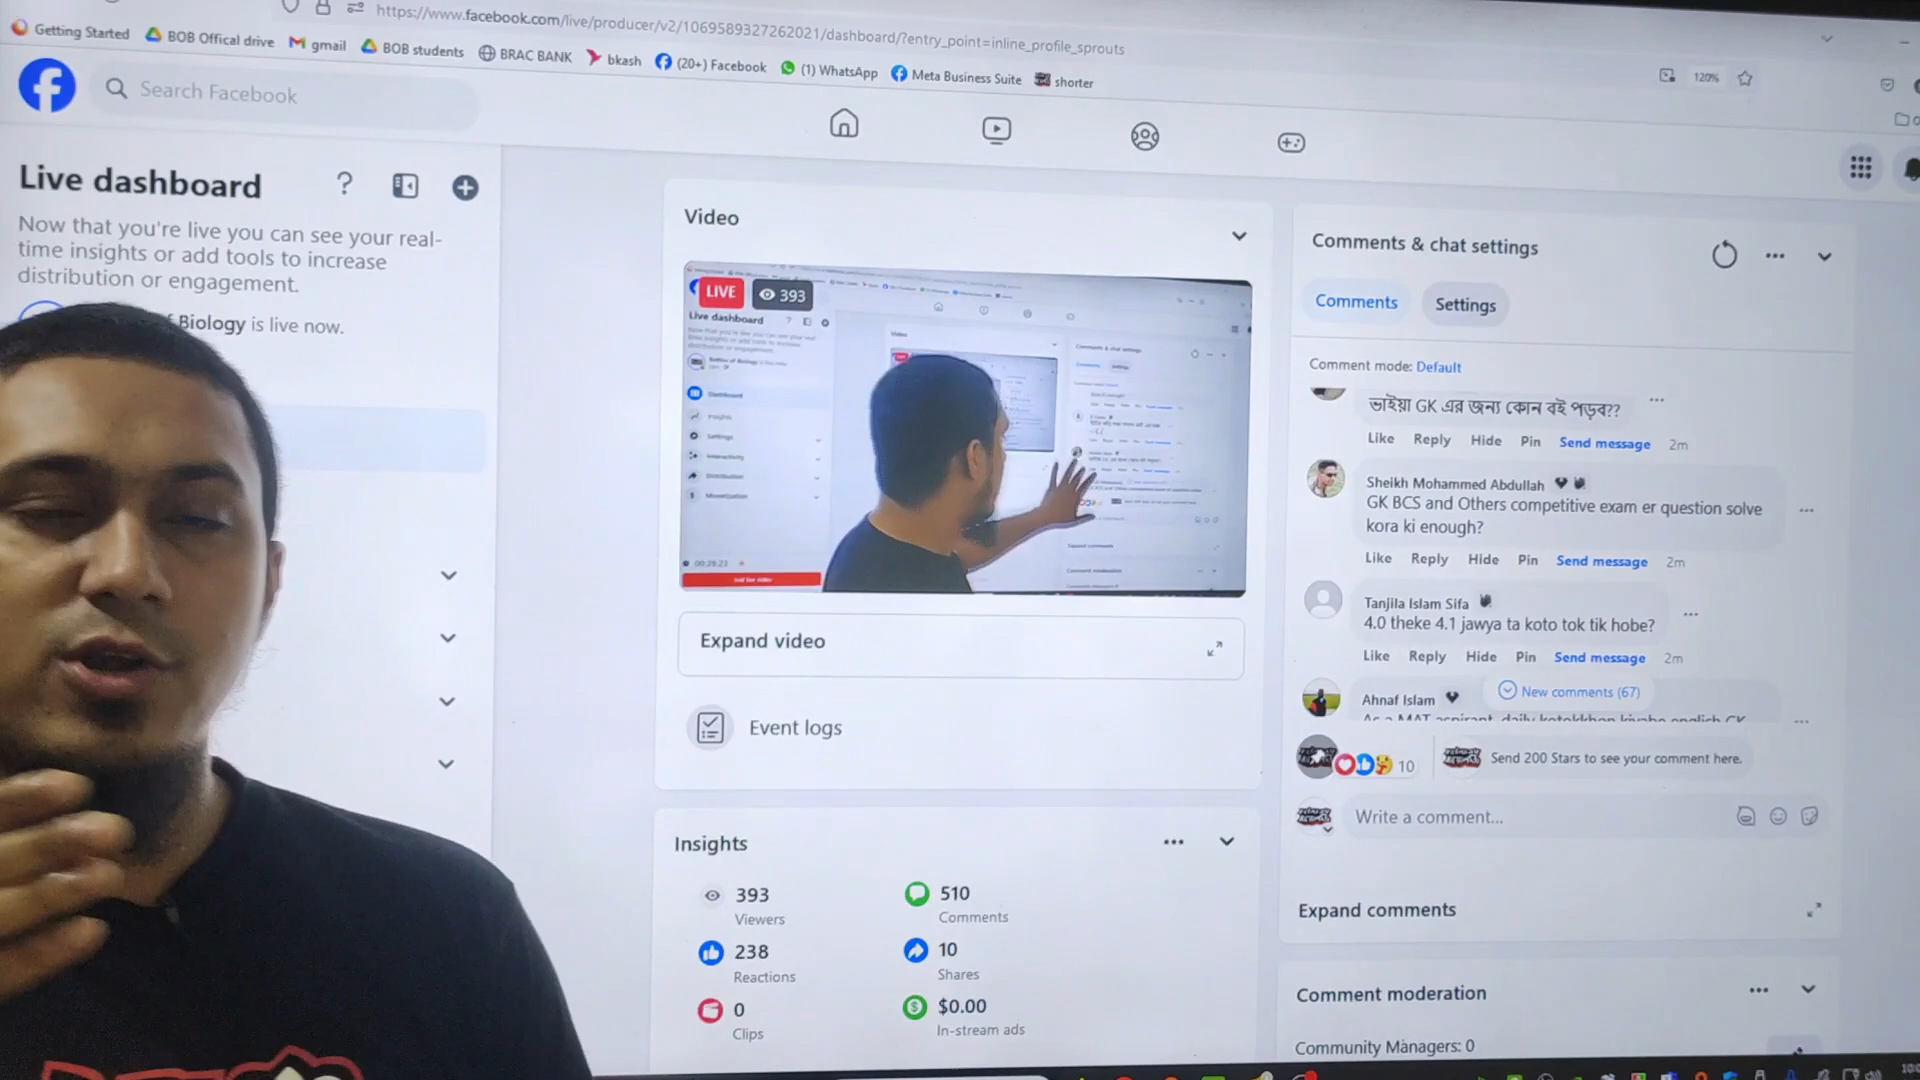 https://www.facebook.com/live/producer/v2/1069589327262021/dashboard/?entry_point=inline_profile_sprouts
120%
Getting Started
BOB Offical drive
gmail
BOB students
BRAC BANK
bkash
(20+) Facebook
(1) WhatsApp
Meta Business Suite
shorter
Search Facebook
Live dashboard
Now that you're live you can see your real-
time insights or add tools to increase
distribution or engagement.
Biology is live now.
Video
LIVE
393
Live dashboard
Dashboard
Insights
Settings
Interactivity
Distribution
Monetization
Expand video
Event logs
Insights
393
Viewers
510
Comments
238
Reactions
10
Shares
0
Clips
$0.00
In-stream ads
Comments & chat settings
Comments
Settings
Comment mode: Default
ভাইয়া GK এর জন্য কোন বই পড়ব??
Like Reply Hide Pin Send message 2m
Sheikh Mohammed Abdullah
GK BCS and Others competitive exam er question solve
kora ki enough?
Like Reply Hide Pin Send message 2m
Tanjila Islam Sifa
4.0 theke 4.1 jawya ta koto tok tik hobe?
Like Reply Hide Pin Send message 2m
Ahnaf Islam
New comments (67)
10
Send 200 Stars to see your comment here.
Write a comment...
Expand comments
Comment moderation
Community Managers: 0